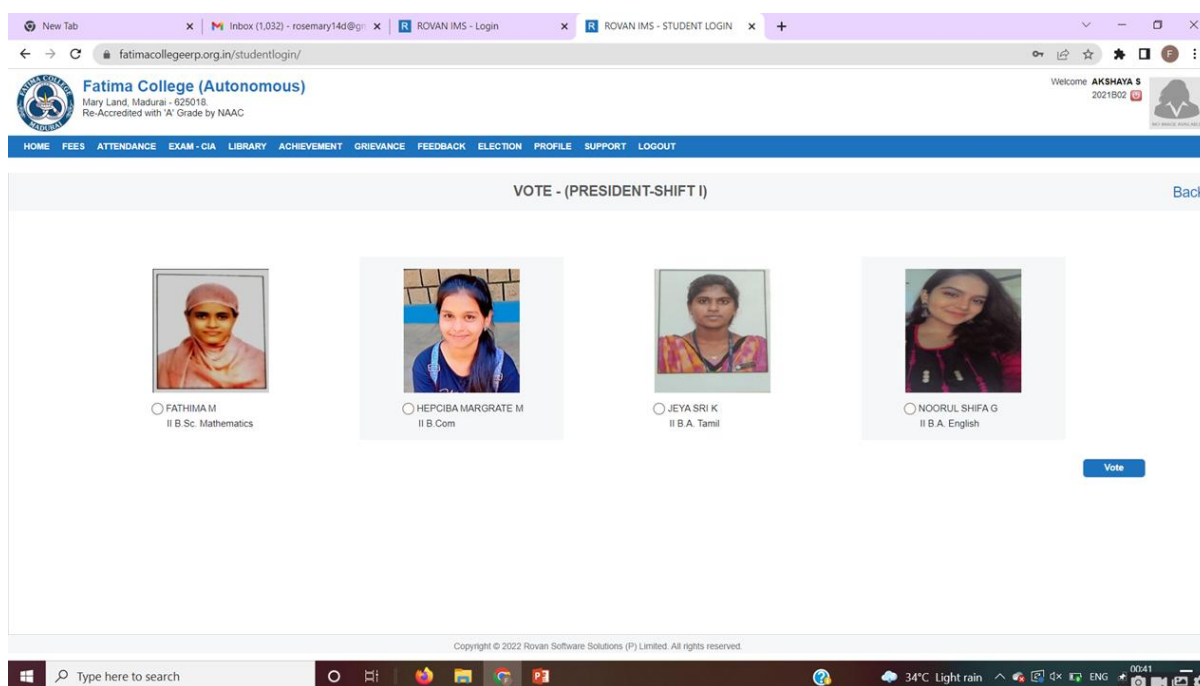 New Tab
Inbox (1,032) - rosemary14d@gm
ROVAN IMS - Login
ROVAN IMS - STUDENT LOGIN
fatimacollegeerp.org.in/studentlogin/
Fatima College (Autonomous)
Mary Land, Madurai - 625018.
Re-Accredited with 'A' Grade by NAAC
Welcome AKSHAYA S
2021B02
HOME FEES ATTENDANCE EXAM - CIA LIBRARY ACHIEVEMENT GRIEVANCE FEEDBACK ELECTION PROFILE SUPPORT LOGOUT
VOTE - (PRESIDENT-SHIFT I)
Back
FATHIMA M
II B.Sc. Mathematics
HEPCIBA MARGRATE M
II B.Com
JEYA SRI K
II B.A. Tamil
NOORUL SHIFA G
II B.A. English
Vote
Copyright © 2022 Rovan Software Solutions (P) Limited. All rights reserved.
Type here to search
34°C Light rain
ENG
00:41